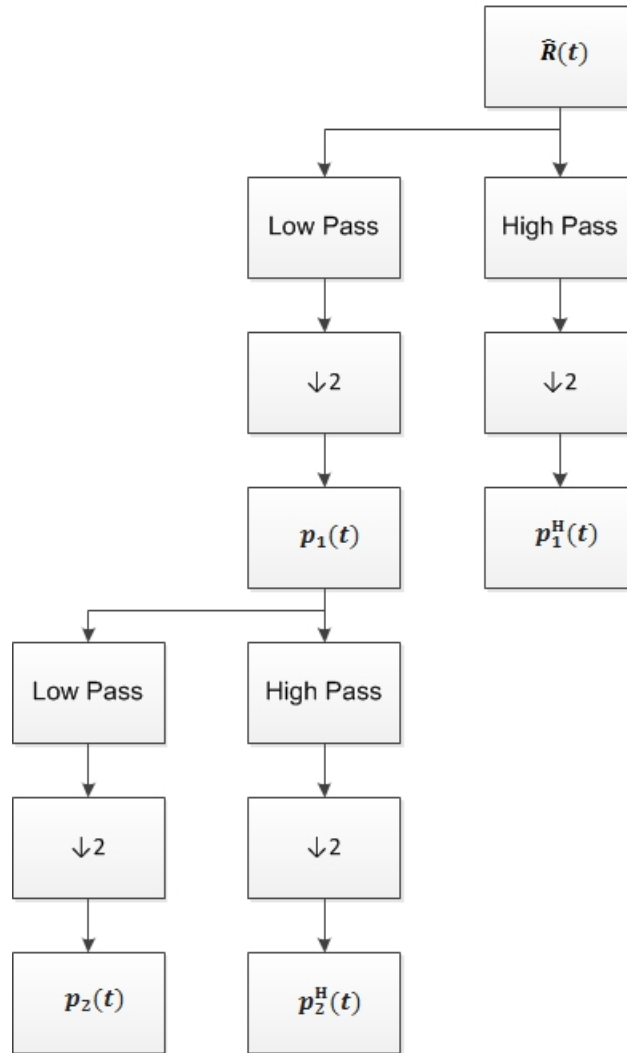 R̂(t)
Low Pass
High Pass
↓2
↓2
p₁(t)
p₁ᴴ(t)
Low Pass
High Pass
↓2
↓2
p₂(t)
p₂ᴴ(t)